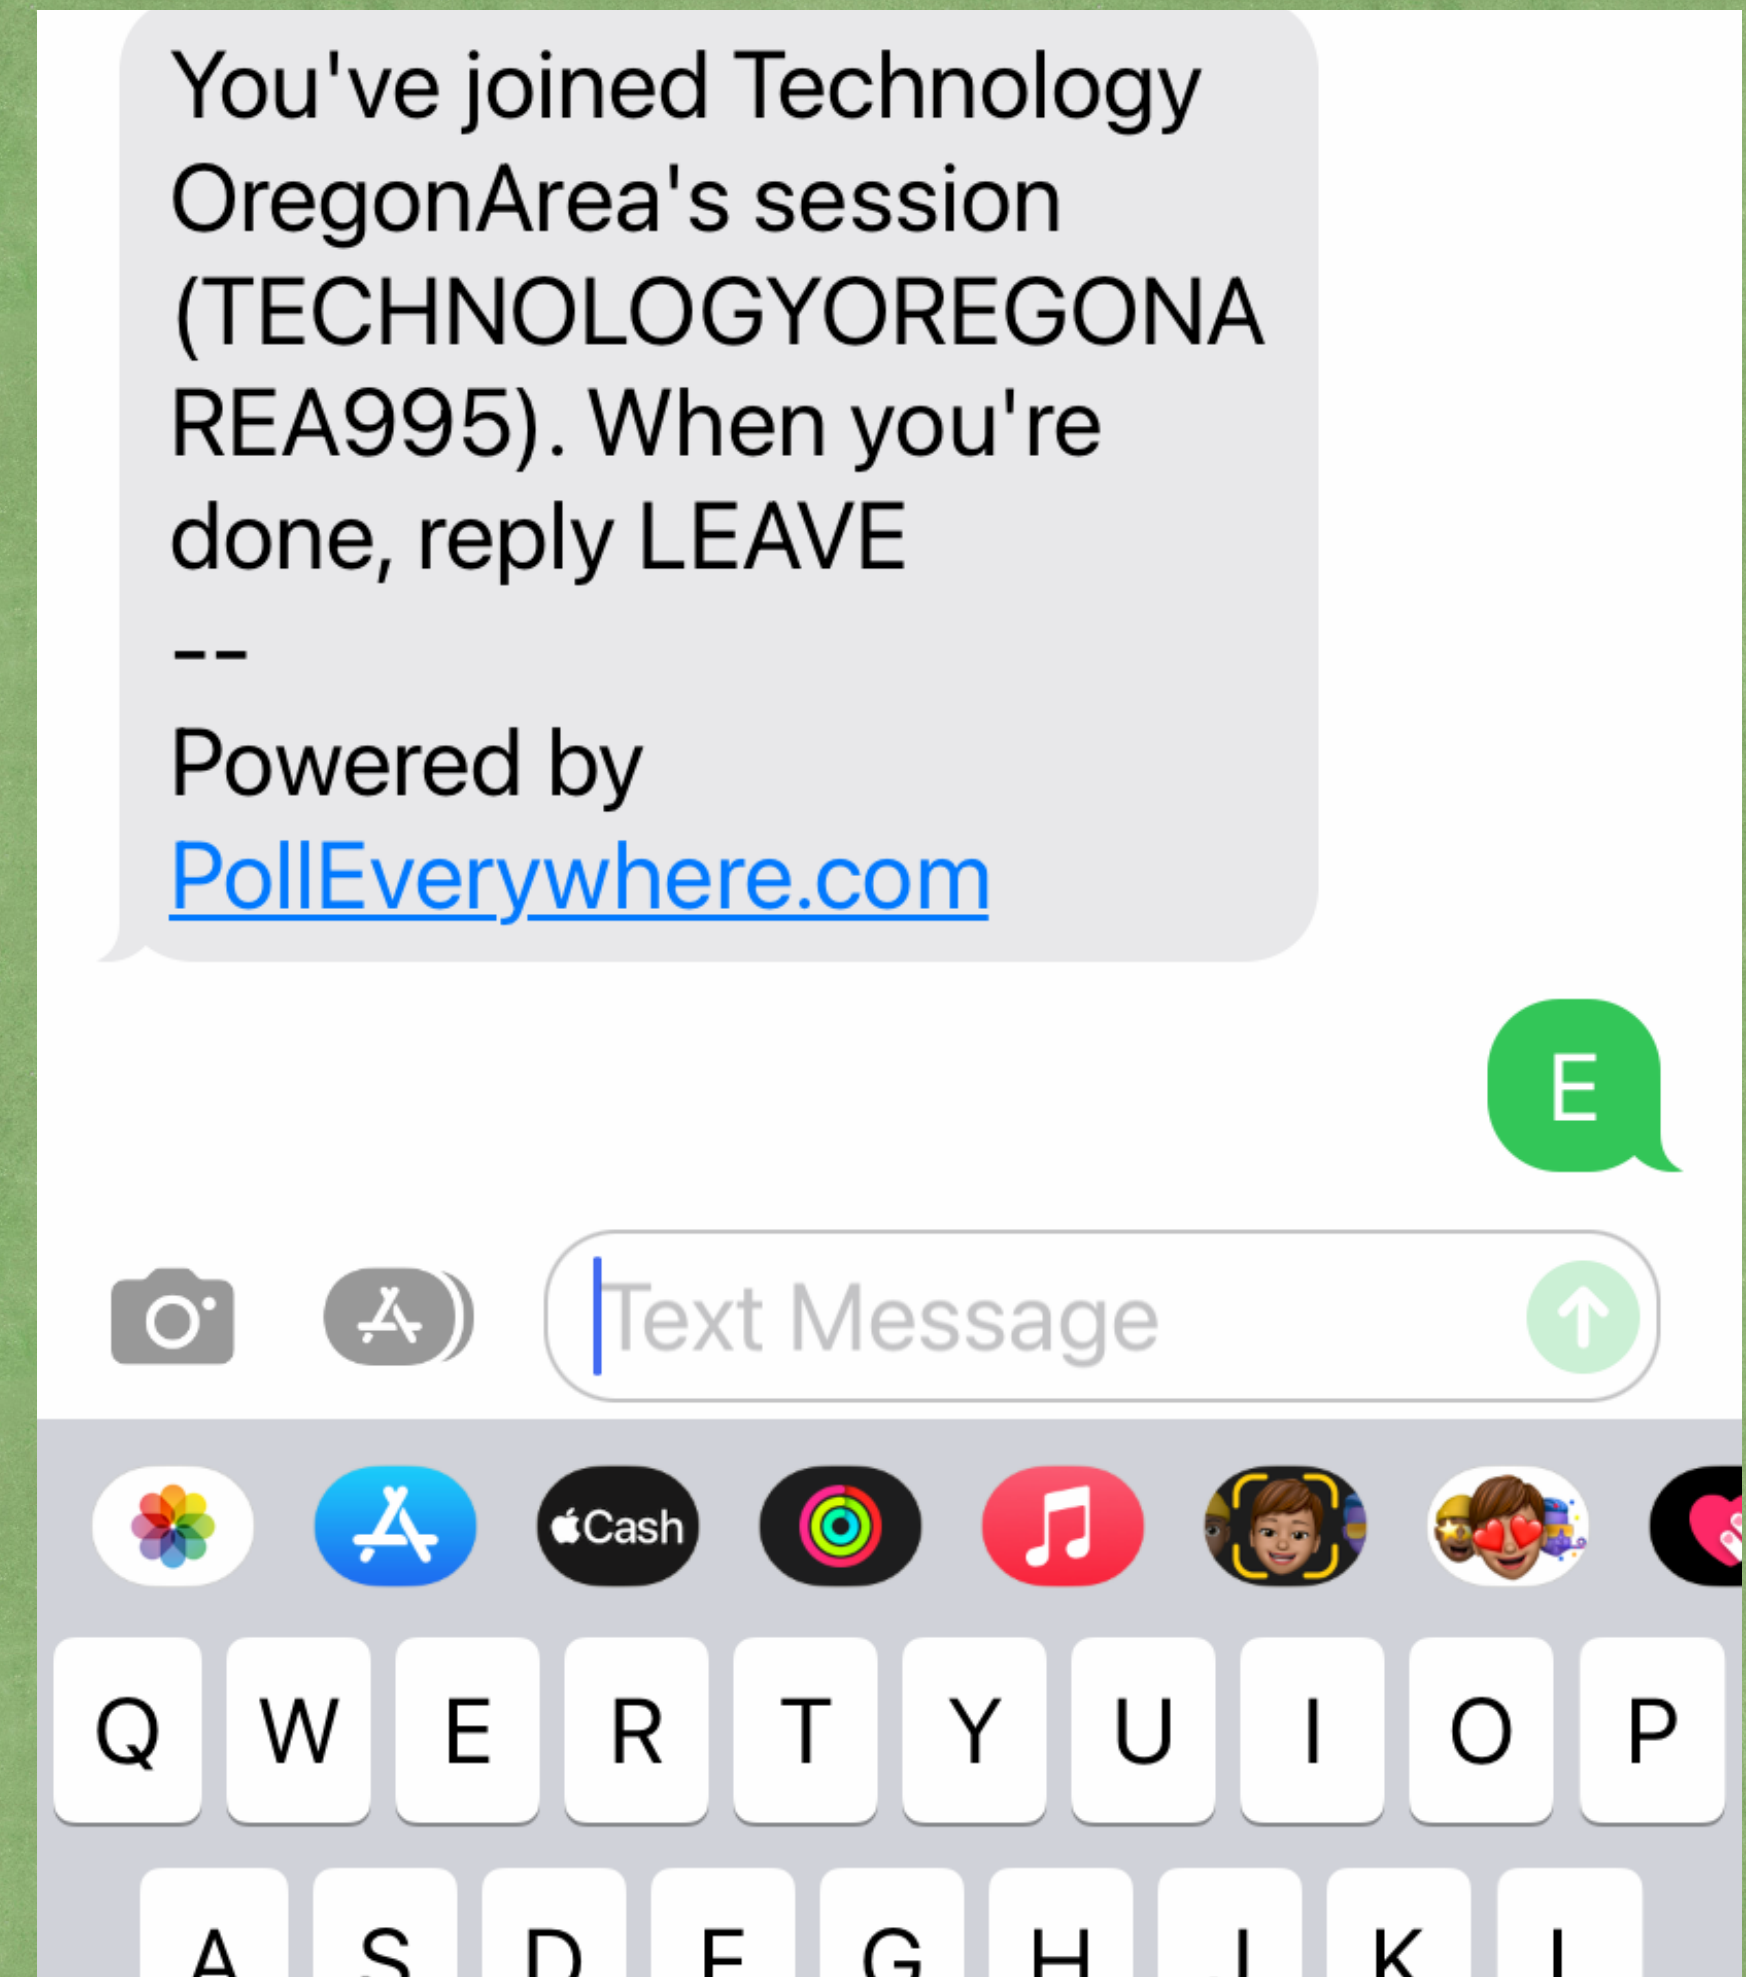 You've joined Technology
OregonArea's session
(TECHNOLOGYOREGONA
REA995). When you're
done, reply LEAVE
--
Powered by
PollEverywhere.com
E
Text Message
Cash
Q W E R T Y U I O P
A S D F G H J K L